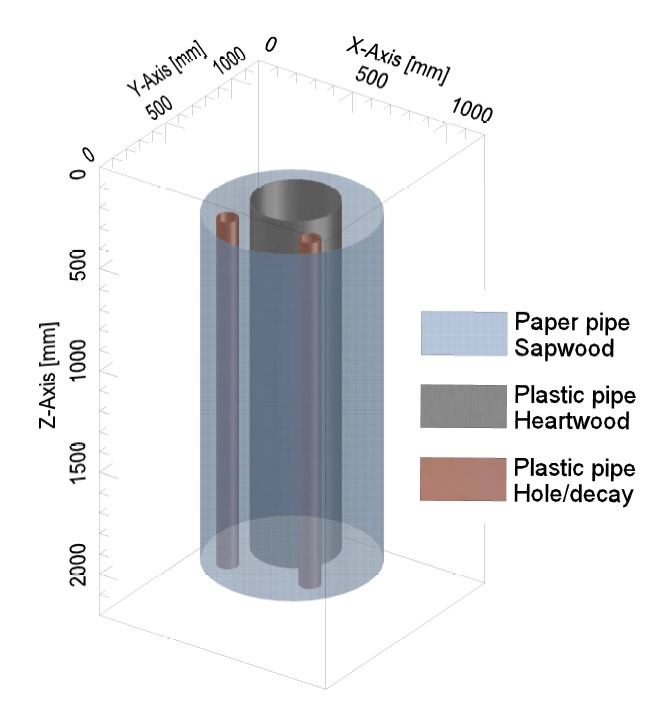 X-Axis [mm]
0
500
1000
Y-Axis [mm]
1000
500
0
Z-Axis [mm]
0
500
1000
1500
2000
Paper pipe
Sapwood
Plastic pipe
Heartwood
Plastic pipe
Hole/decay